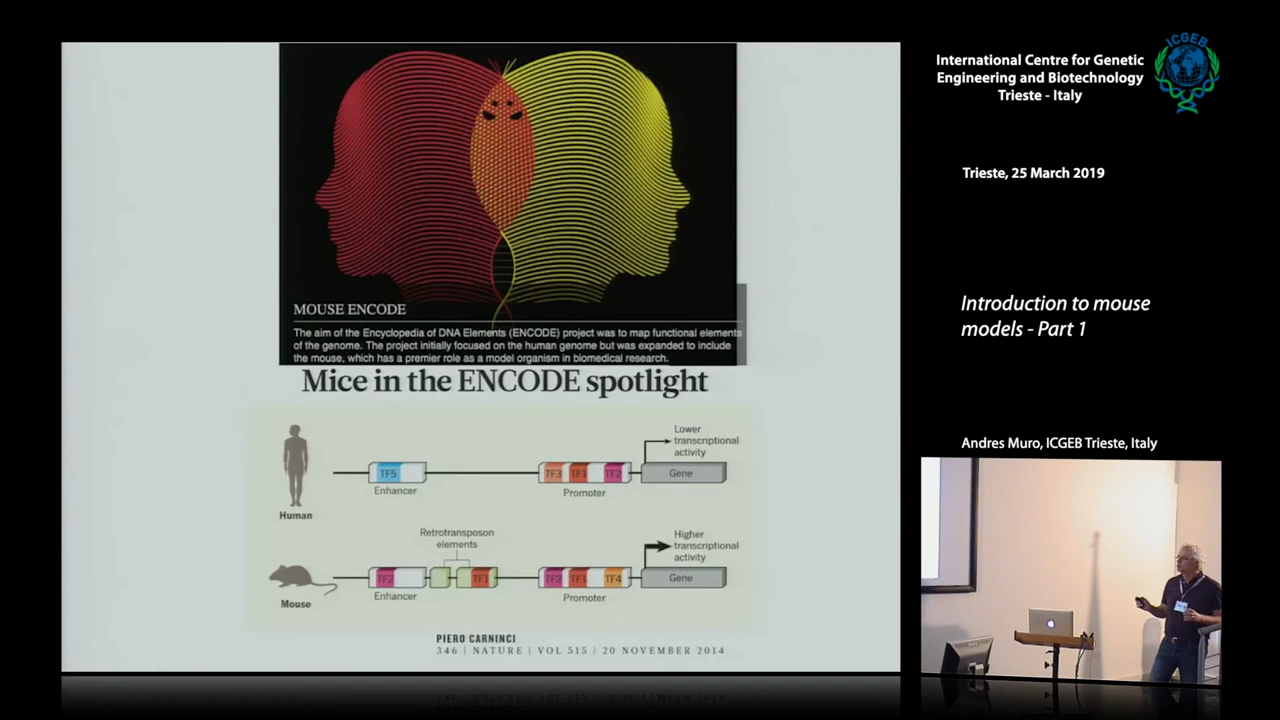 MOUSE ENCODE
The aim of the Encyclopedia of DNA Elements (ENCODE) project was to map functional elements
of the genome. The project initially focused on the human genome but was expanded to include
the mouse, which has a premier role as a model organism in biomedical research.
Mice in the ENCODE spotlight
Human
TF5
Enhancer
TF3 TF1 TF2
Promoter
Lower
transcriptional
activity
Gene
Mouse
TF2
Enhancer
Retrotransposon
elements
TF1
TF2 TF1 TF4
Promoter
Higher
transcriptional
activity
Gene
PIERO CARNINCI
346 | NATURE | VOL 515 | 20 NOVEMBER 2014
International Centre for Genetic
Engineering and Biotechnology
Trieste - Italy
ICGEB
Trieste, 25 March 2019
Introduction to mouse
models - Part 1
Andres Muro, ICGEB Trieste, Italy